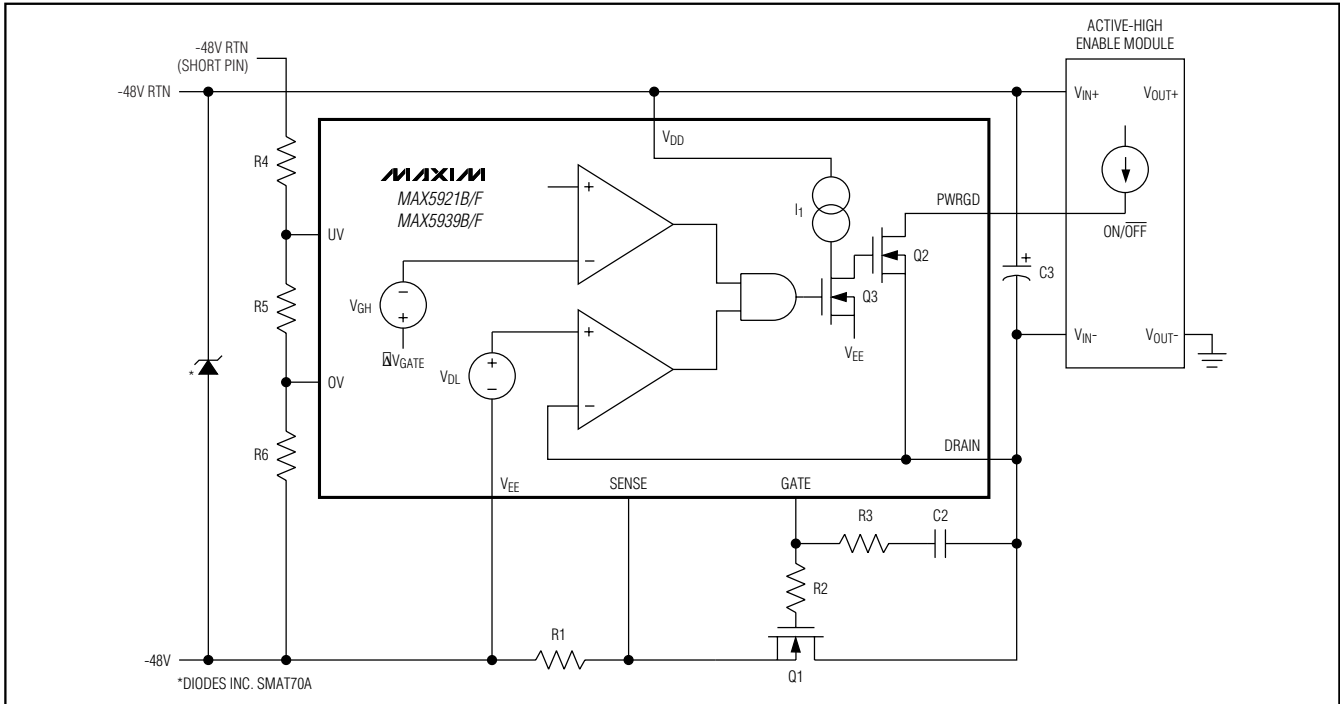 ACTIVE-HIGH
ENABLE MODULE
-48V RTN
(SHORT PIN)
-48V RTN
VIN+
VOUT+
VDD
R4
MAXIM
MAX5921B/F
MAX5939B/F
+
−
I1
PWRGD
ON/OFF
UV
Q2
+
C3
VGH
−
+
Q3
R5
VEE
VIN-
VOUT-
ΔVGATE
VDL
+
−
+
−
*
OV
R6
DRAIN
VEE
SENSE
GATE
R3
C2
R2
R1
-48V
Q1
*DIODES INC. SMAT70A